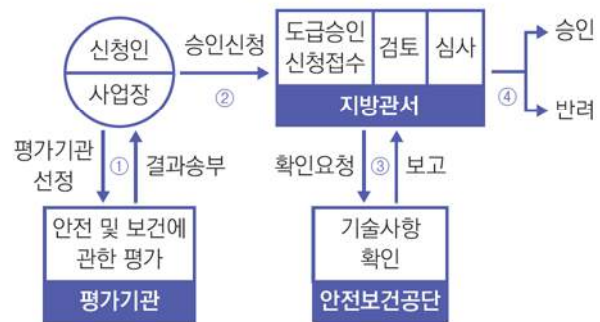 신청인
사업장
승인신청
②
도급승인
신청접수
검토
심사
지방관서
④
승인
반려
평가기관
선정
①
결과송부
확인요청
③
보고
안전 및 보건에
관한 평가
평가기관
기술사항
확인
안전보건공단